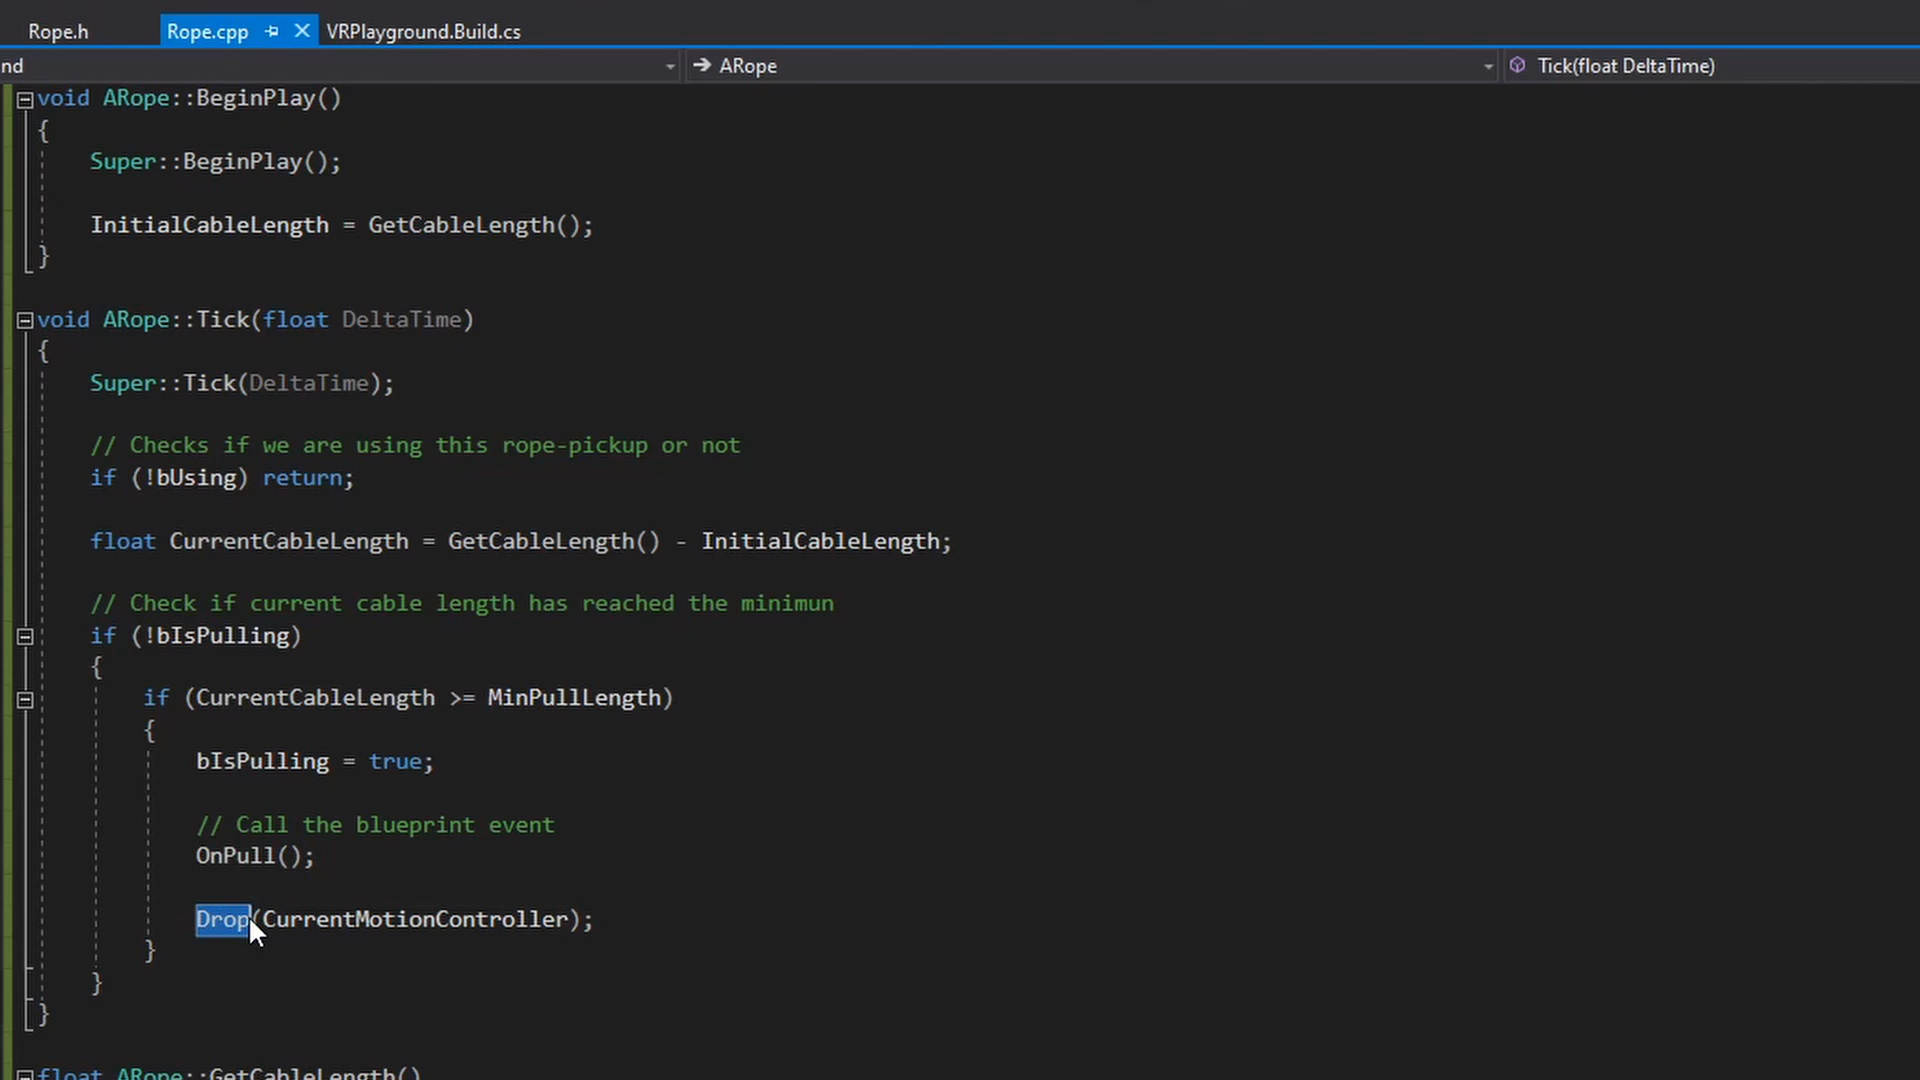 Rope.h Rope.cpp VRPlayground.Build.cs
nd ARope Tick(float DeltaTime)
void ARope::BeginPlay()
{
Super::BeginPlay();
InitialCableLength = GetCableLength();
}
void ARope::Tick(float DeltaTime)
{
Super::Tick(DeltaTime);
// Checks if we are using this rope-pickup or not
if (!bUsing) return;
float CurrentCableLength = GetCableLength() - InitialCableLength;
// Check if current cable length has reached the minimun
if (!bIsPulling)
{
if (CurrentCableLength >= MinPullLength)
{
bIsPulling = true;
// Call the blueprint event
OnPull();
Drop(CurrentMotionController);
}
}
}
float ARope::GetCableLength()